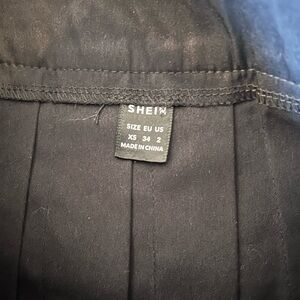 SHEIN
SIZE EU US
XS 34 2
MADE IN CHINA